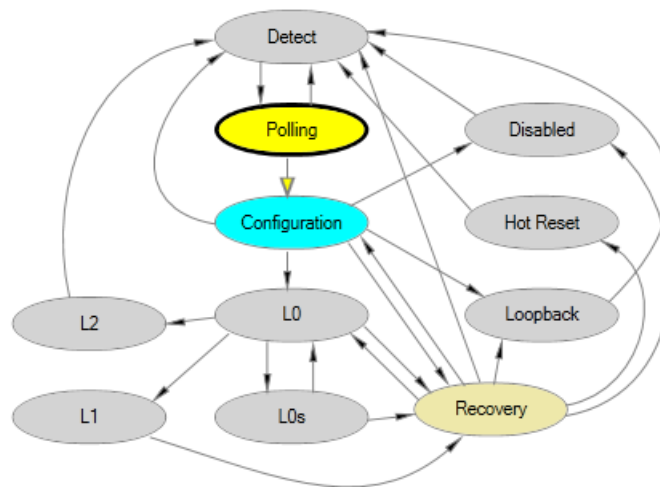 Detect
Polling
Disabled
Configuration
Hot Reset
L2
L0
Loopback
L1
L0s
Recovery